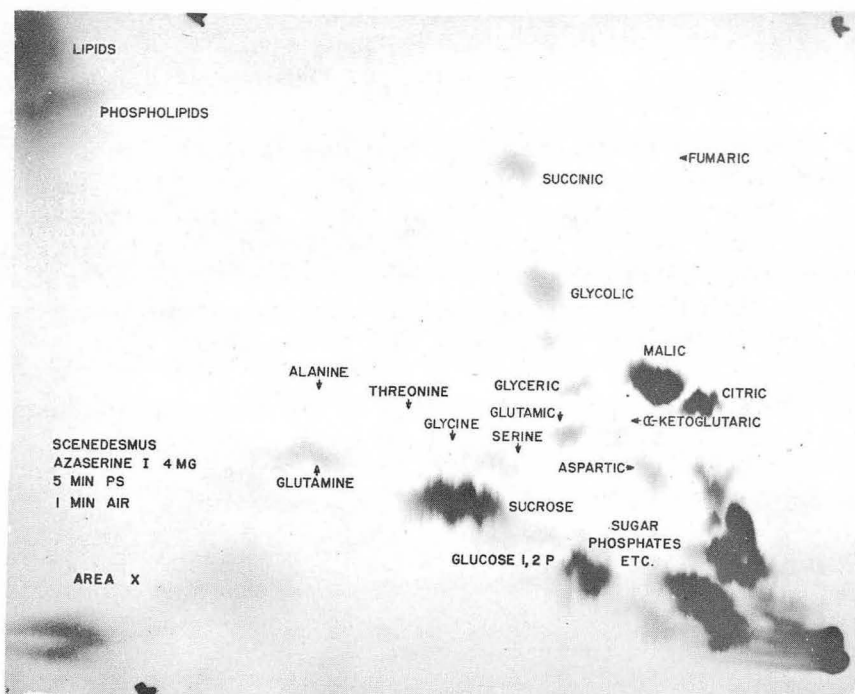 LIPIDS
PHOSPHOLIPIDS
◄FUMARIC
SUCCINIC
GLYCOLIC
MALIC
ALANINE
THREONINE
GLYCERIC
CITRIC
GLYCINE
GLUTAMIC
◄α-KETOGLUTARIC
SERINE
SCENEDESMUS
AZASERINE I 4 MG
5 MIN PS
1 MIN AIR
GLUTAMINE
ASPARTIC►
SUCROSE
SUGAR
PHOSPHATES
ETC.
GLUCOSE 1,2 P
AREA X